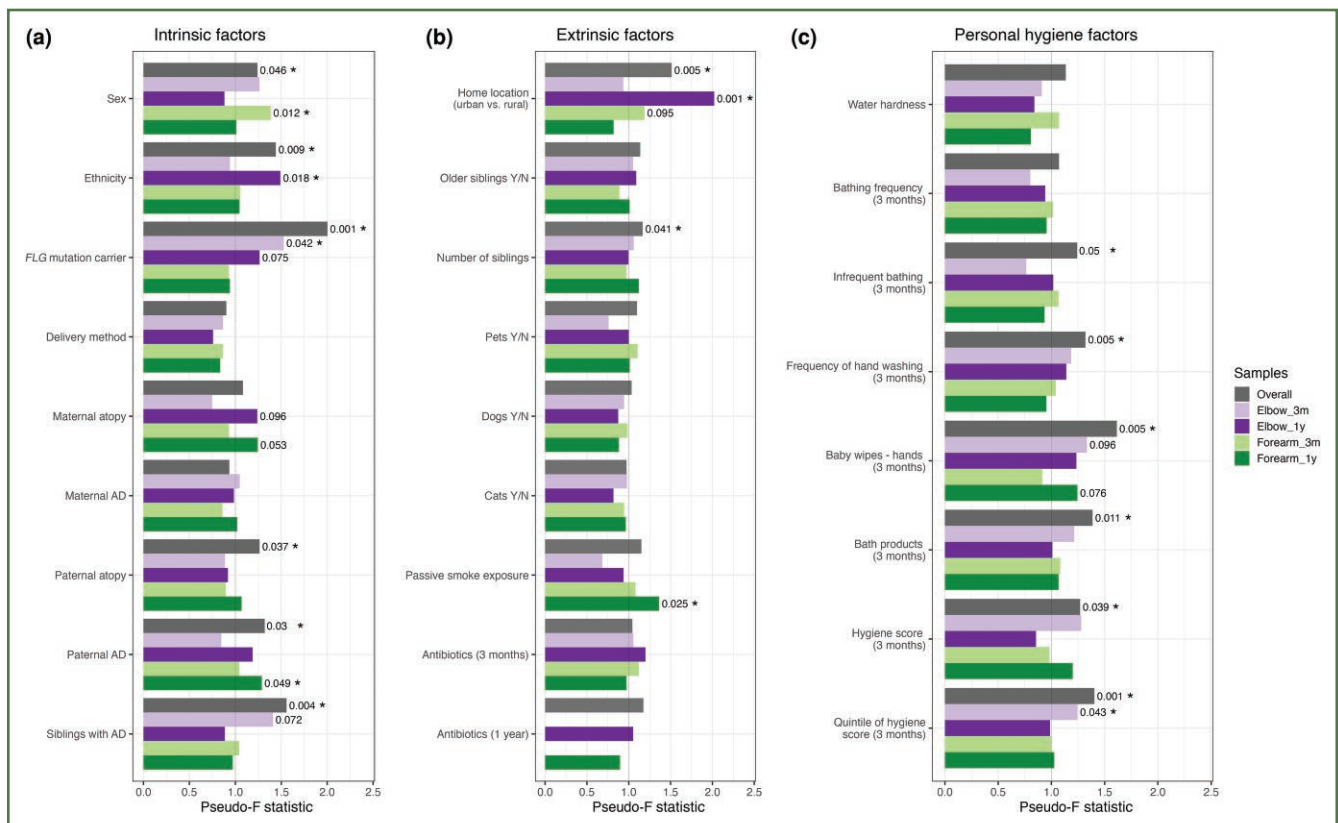 (a) Intrinsic factors
Sex
0.046 *
0.012 *
Ethnicity
0.009 *
0.018 *
FLG mutation carrier
0.001 *
0.042 *
0.075
Delivery method
Maternal atopy
0.096
0.053
Maternal AD
Paternal atopy
0.037 *
Paternal AD
0.03 *
0.049 *
Siblings with AD
0.004 *
0.072
0.0 0.5 1.0 1.5 2.0 2.5
Pseudo-F statistic
(b) Extrinsic factors
Home location
(urban vs. rural)
0.005 *
0.001 *
0.095
Older siblings Y/N
Number of siblings
0.041 *
Pets Y/N
Dogs Y/N
Cats Y/N
Passive smoke exposure
0.025 *
Antibiotics (3 months)
Antibiotics (1 year)
0.0 0.5 1.0 1.5 2.0 2.5
Pseudo-F statistic
(c) Personal hygiene factors
Water hardness
Bathing frequency
(3 months)
Infrequent bathing
(3 months)
0.05 *
Frequency of hand washing
(3 months)
0.005 *
Baby wipes - hands
(3 months)
0.005 *
0.096
0.076
Bath products
(3 months)
0.011 *
Hygiene score
(3 months)
0.039 *
Quintile of hygiene
score (3 months)
0.001 *
0.043 *
0.0 0.5 1.0 1.5 2.0 2.5
Pseudo-F statistic
Samples
Overall
Elbow_3m
Elbow_1y
Forearm_3m
Forearm_1y